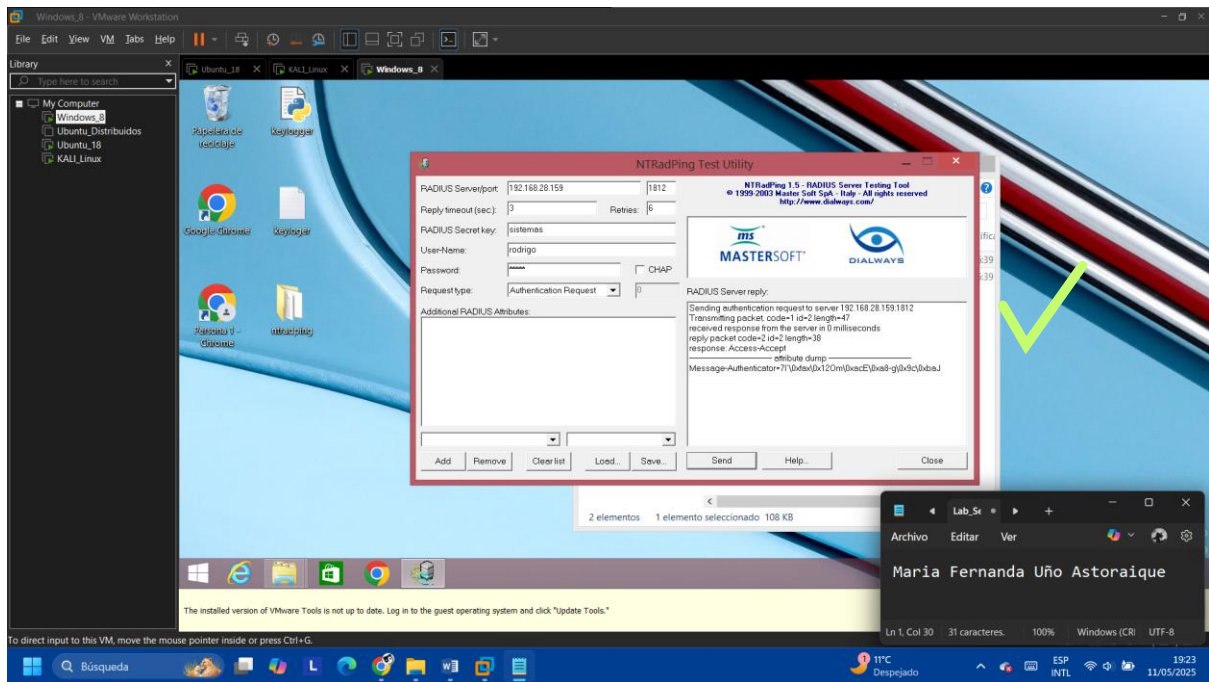 Windows_8 - VMware Workstation
File Edit View VM Tabs Help
Library
Type here to search
My Computer
Windows_8
Ubuntu_Distribuidos
Ubuntu_18
KALI_Linux
Ubuntu_18 KALI_Linux Windows_8
Papelera de
reciclaje
keylogger
Google Chrome
keylogger
Persona 1 -
Chrome
ntradping
NTRadPing Test Utility
RADIUS Server/port: 192.168.28.159 1812
Reply timeout (sec.): 3 Retries: 6
RADIUS Secret key: sistemas
User-Name: rodrigo
Password: CHAP
Request type: Authentication Request 0
Additional RADIUS Attributes:
Add Remove Clear list Load... Save...
NTRadPing 1.5 - RADIUS Server Testing Tool
© 1999-2003 Master Soft SpA - Italy - All rights reserved
http://www.dialways.com/
ms
MASTERSOFT
DIALWAYS
RADIUS Server reply:
Sending authentication request to server 192.168.28.159:1812
Transmitting packet, code=1 id=2 length=47
received response from the server in 0 milliseconds
reply packet code=2 id=2 length=38
response: Access-Accept
attribute dump
Send Help... Close
2 elementos 1 elemento seleccionado 108 KB
The installed version of VMware Tools is not up to date. Log in to the guest operating system and click "Update Tools."
To direct input to this VM, move the mouse pointer inside or press Ctrl+G.
Lab_Se
Archivo Editar Ver
Maria Fernanda Uño Astoraique
Ln 1, Col 30 31 caracteres. 100% Windows (CRI UTF-8
Búsqueda
1
11°C
Despejado
ESP
INTL
19:23
11/05/2025